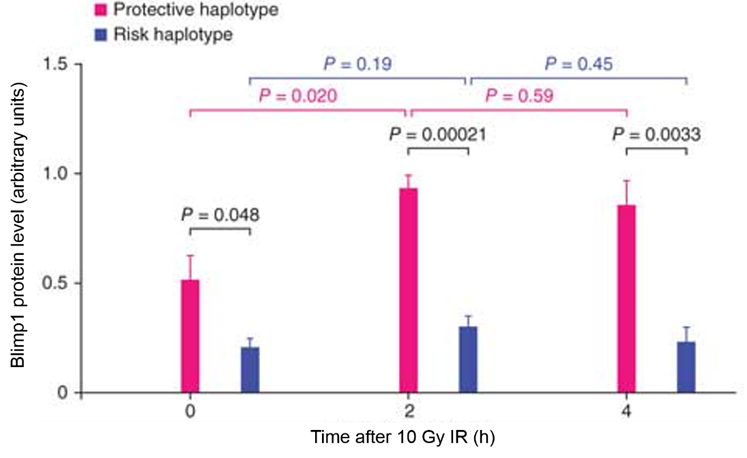 Protective haplotype
Risk haplotype
Blimp1 protein level (arbitrary units)
1.5
1.0
0.5
0
P = 0.19
P = 0.45
P = 0.020
P = 0.59
P = 0.00021
P = 0.0033
P = 0.048
0
2
4
Time after 10 Gy IR (h)